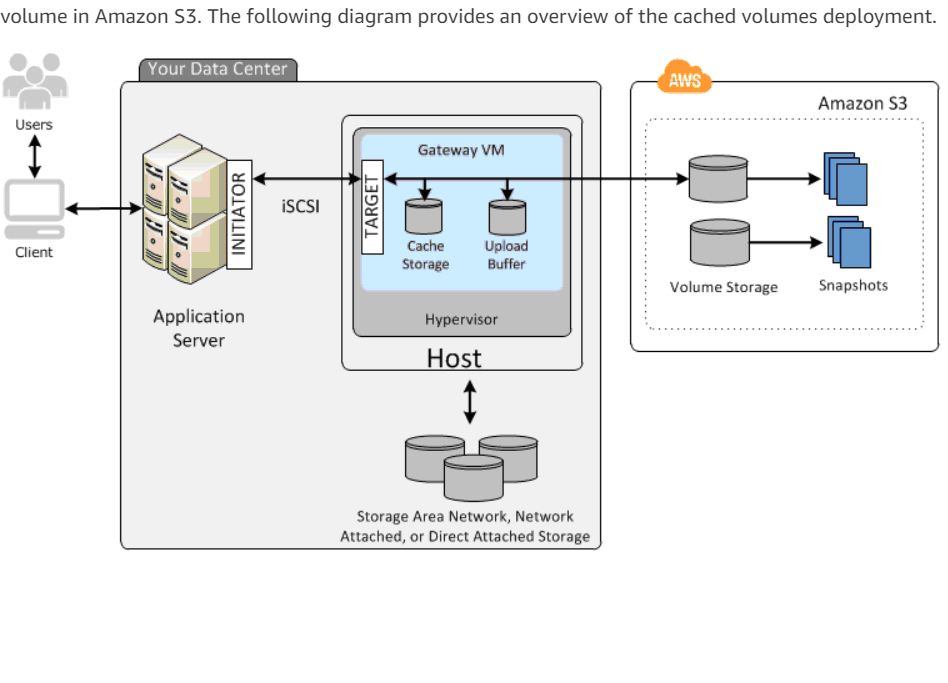 volume in Amazon S3. The following diagram provides an overview of the cached volumes deployment.
Your Data Center
AWS
Amazon S3
Users
Gateway VM
INITIATOR
iSCSI
TARGET
Client
Cache
Storage
Upload
Buffer
Volume Storage
Snapshots
Application
Server
Hypervisor
Host
Storage Area Network, Network
Attached, or Direct Attached Storage